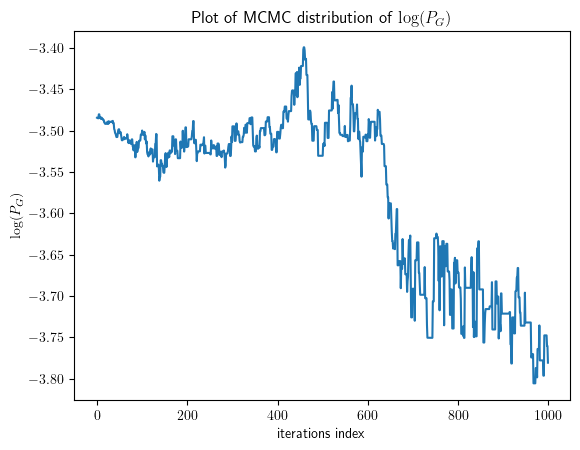 Plot of MCMC distribution of log(P_G)
−3.40
−3.45
−3.50
−3.55
−3.60
−3.65
−3.70
−3.75
−3.80
log(P_G)
0 200 400 600 800 1000
iterations index